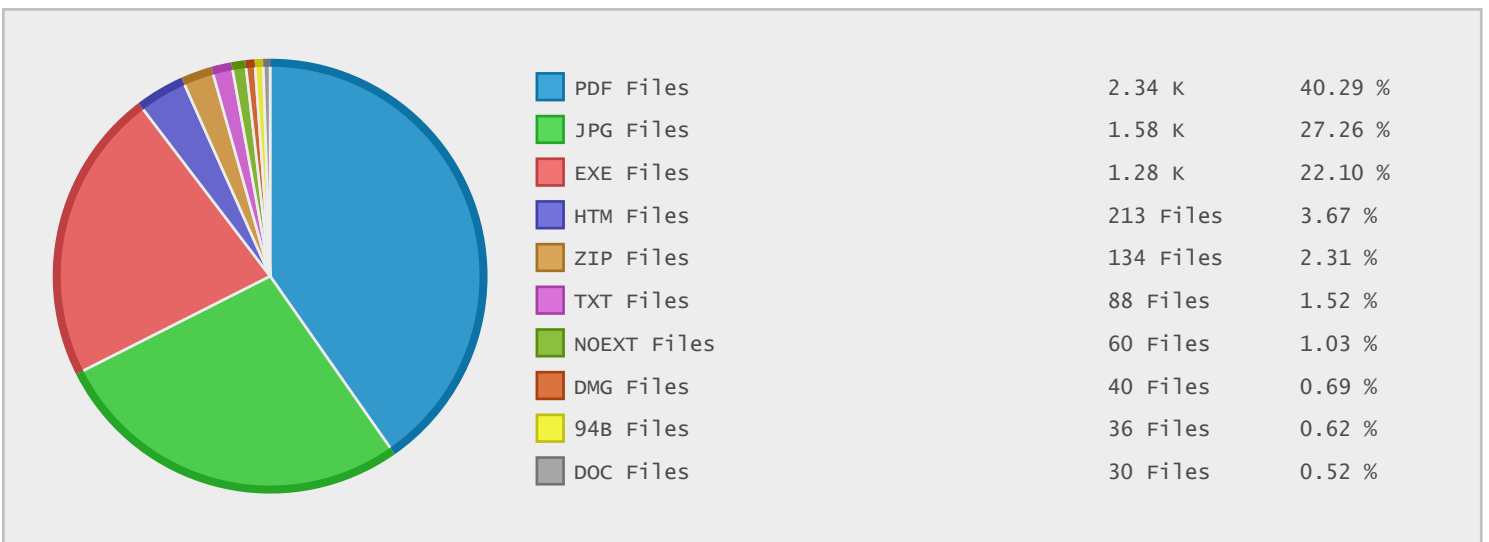 PDF Files 2.34 K 40.29 %
JPG Files 1.58 K 27.26 %
EXE Files 1.28 K 22.10 %
HTM Files 213 Files 3.67 %
ZIP Files 134 Files 2.31 %
TXT Files 88 Files 1.52 %
NOEXT Files 60 Files 1.03 %
DMG Files 40 Files 0.69 %
94B Files 36 Files 0.62 %
DOC Files 30 Files 0.52 %